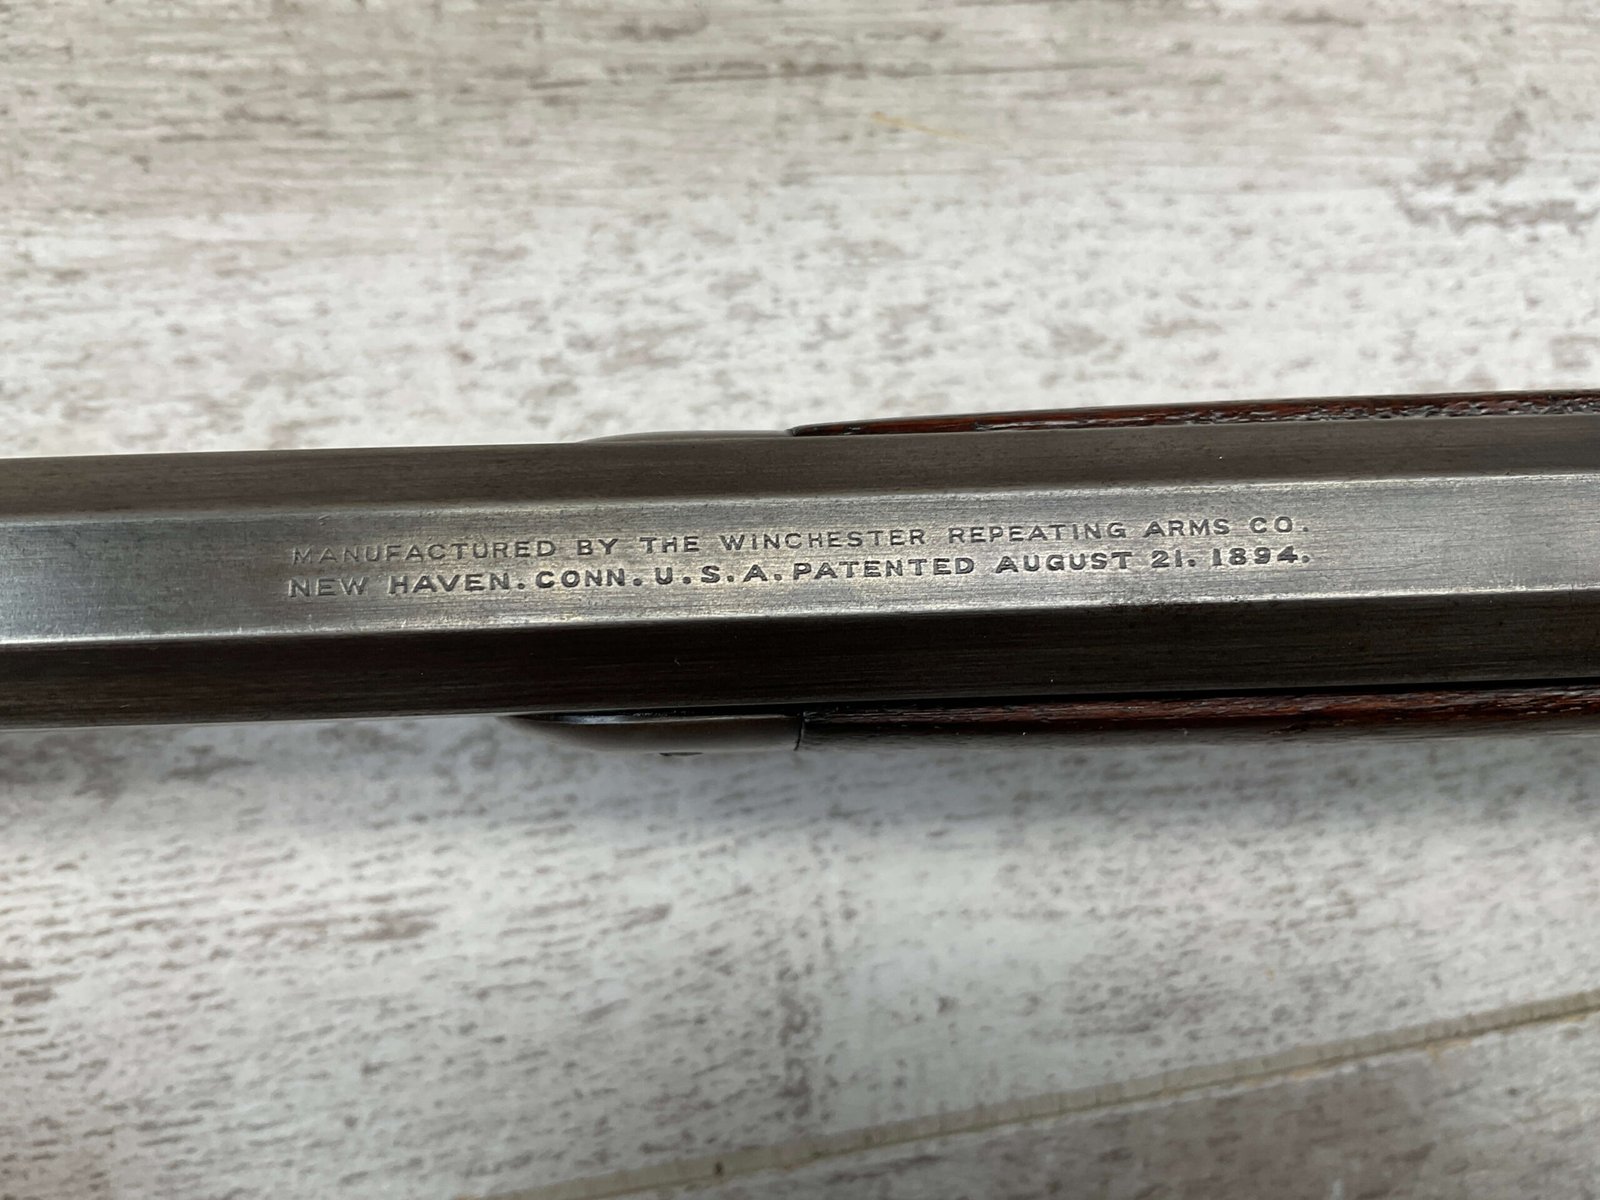 MANUFACTURED BY THE WINCHESTER REPEATING ARMS CO.
NEW HAVEN. CONN. U.S.A. PATENTED AUGUST 21. 1894.